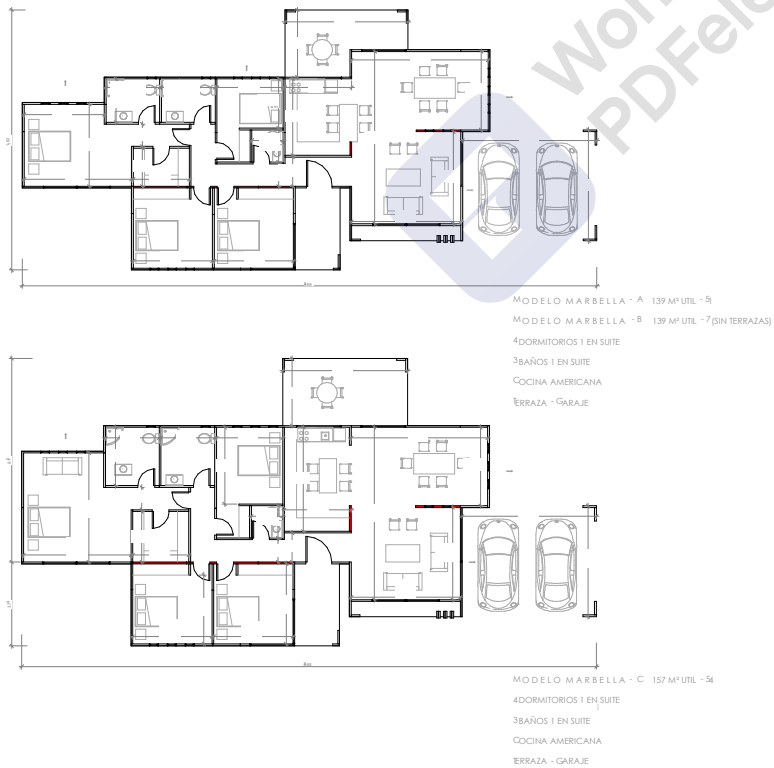 Won
PDFele
MODELO MARBELLA - A 139 M² UTIL - 5
MODELO MARBELLA - B 139 M² UTIL - 7 (SIN TERRAZAS)
4 DORMITORIOS 1 EN SUITE
3 BAÑOS 1 EN SUITE
COCINA AMERICANA
TERRAZA - GARAJE
MODELO MARBELLA - C 157 M² UTIL - 5
4 DORMITORIOS 1 EN SUITE
3 BAÑOS 1 EN SUITE
COCINA AMERICANA
TERRAZA - GARAJE